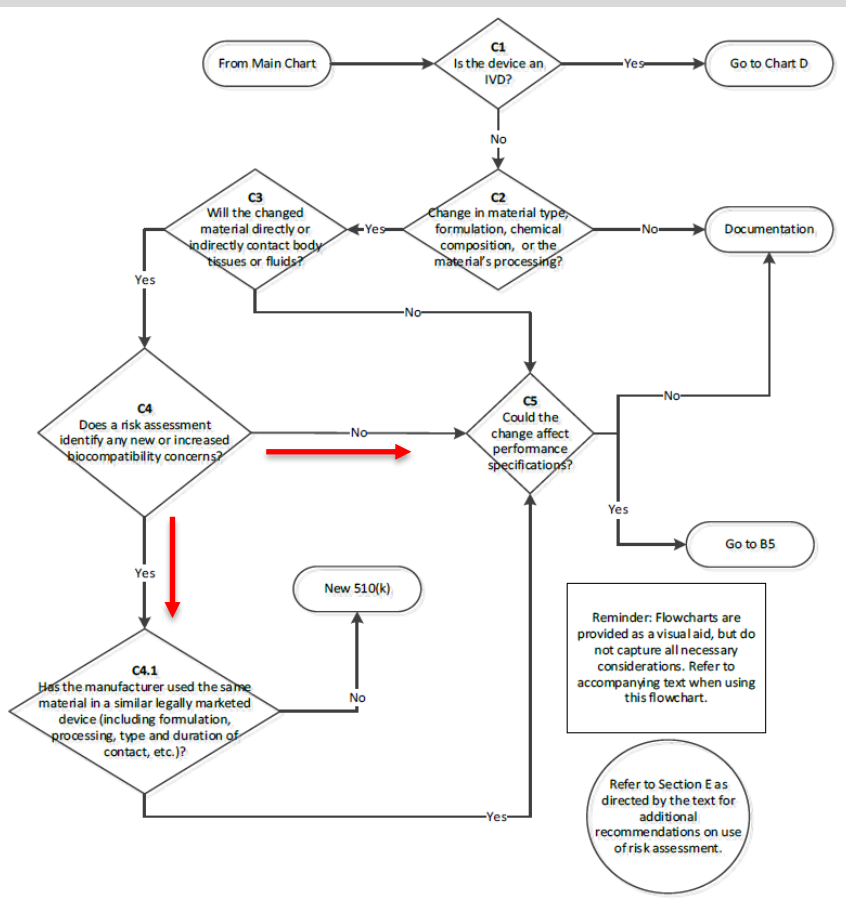 From Main Chart
C1
Is the device an
IVD?
Yes
Go to Chart D
No
C3
Will the changed
material directly or
indirectly contact body
tissues or fluids?
Yes
C2
Change in material type,
formulation, chemical
composition, or the
material's processing?
No
Documentation
Yes
No
C4
Does a risk assessment
identify any new or increased
biocompatibility concerns?
No
C5
Could the
change affect
performance
specifications?
No
Yes
Go to B5
Yes
New 510(k)
C4.1
Has the manufacturer used the same
material in a similar legally marketed
device (including formulation,
processing, type and duration of
contact, etc.)?
No
Yes
Reminder: Flowcharts are
provided as a visual aid, but do
not capture all necessary
considerations. Refer to
accompanying text when using
this flowchart.
Refer to Section E as
directed by the text for
additional
recommendations on use
of risk assessment.